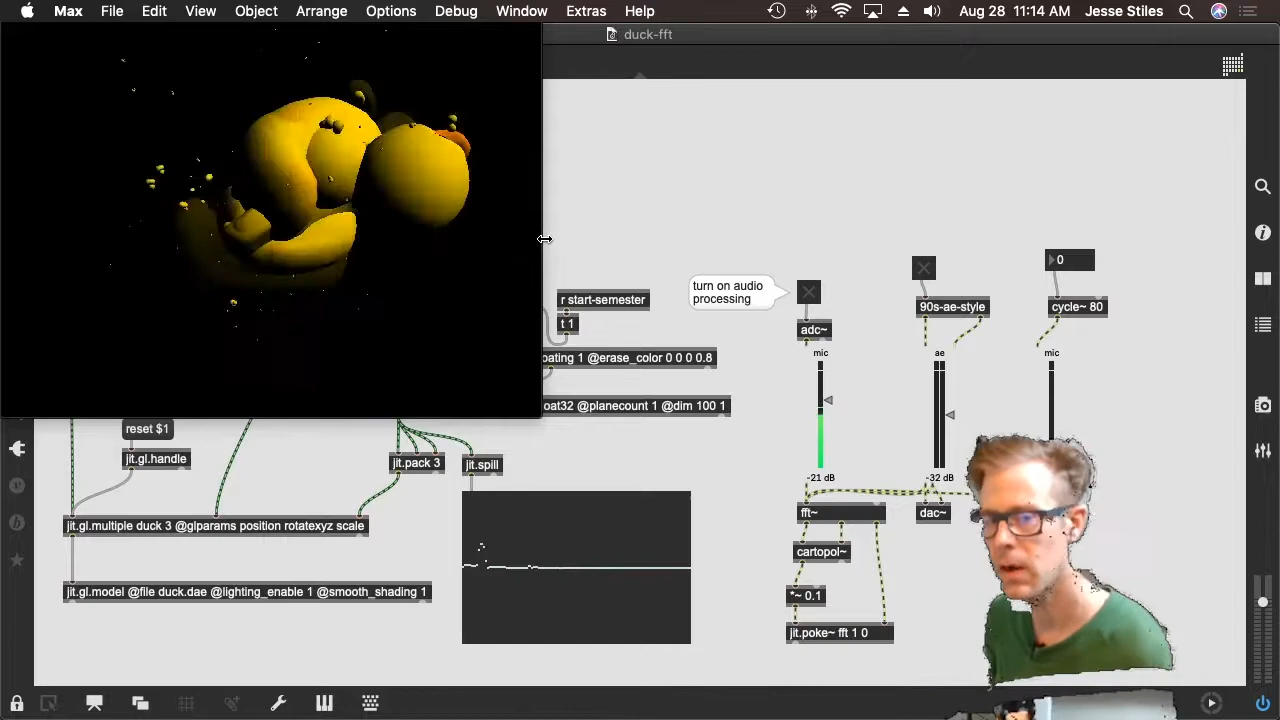 Max File Edit View Object Arrange Options Debug Window Extras Help Aug 28 11:14 AM Jesse Stiles
duck-fft
r start-semester
t 1
turn on audio
processing
0
90s-ae-style
cycle~ 80
adc~
mic
ae
mic
oating 1 @erase_color 0 0 0 0.8
oat32 @planecount 1 @dim 100 1
reset $1
jit.gl.handle
jit.pack 3
jit.spill
-21 dB
-32 dB
fft~
dac~
jit.gl.multiple duck 3 @glparams position rotatexyz scale
cartopol~
jit.gl.model @file duck.dae @lighting_enable 1 @smooth_shading 1
*~ 0.1
jit.poke~ fft 1 0